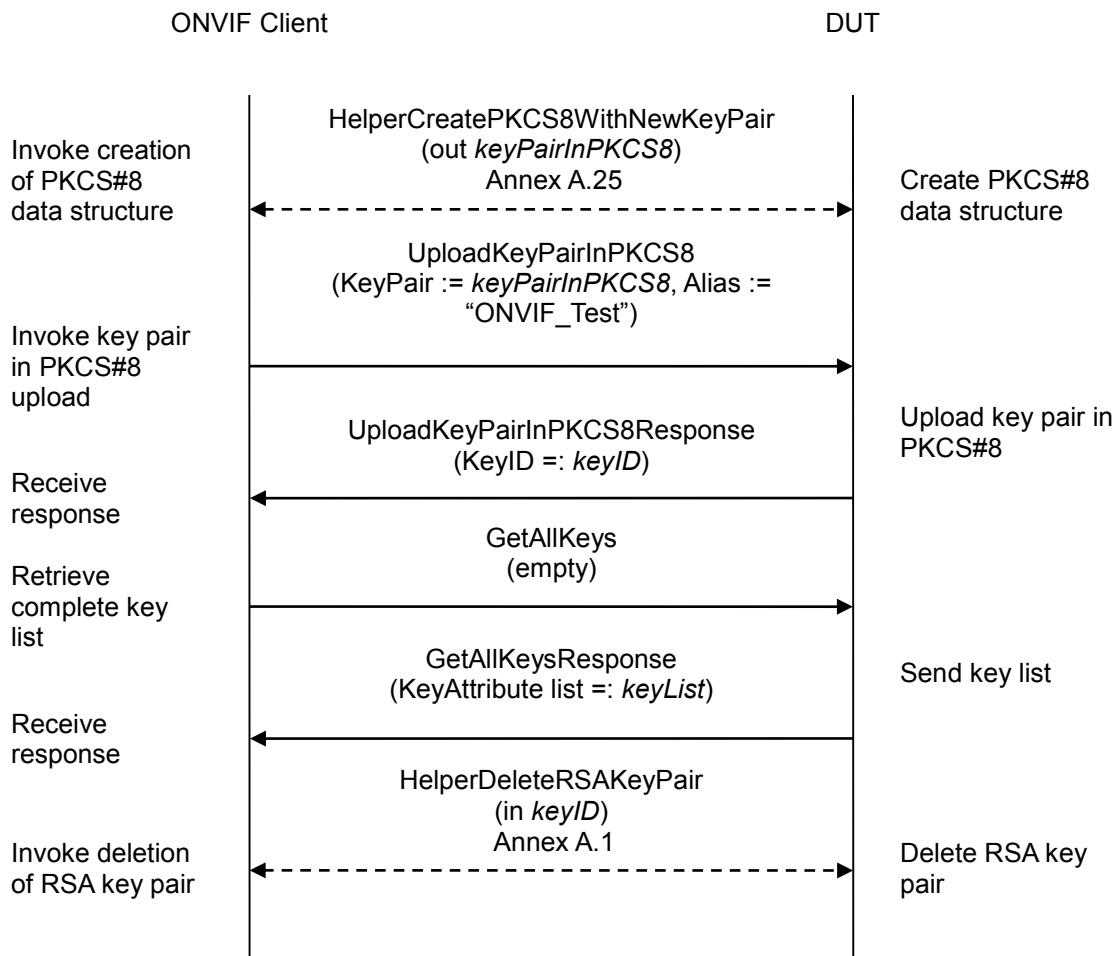 ONVIF Client
DUT
HelperCreatePKCS8WithNewKeyPair
(out keyPairInPKCS8)
Annex A.25
Invoke creation
of PKCS#8
data structure
Create PKCS#8
data structure
UploadKeyPairInPKCS8
(KeyPair := keyPairInPKCS8, Alias :=
“ONVIF_Test”)
Invoke key pair
in PKCS#8
upload
Upload key pair in
PKCS#8
UploadKeyPairInPKCS8Response
(KeyID =: keyID)
Receive
response
GetAllKeys
(empty)
Retrieve
complete key
list
GetAllKeysResponse
(KeyAttribute list =: keyList)
Send key list
Receive
response
HelperDeleteRSAKeyPair
(in keyID)
Annex A.1
Invoke deletion
of RSA key pair
Delete RSA key
pair